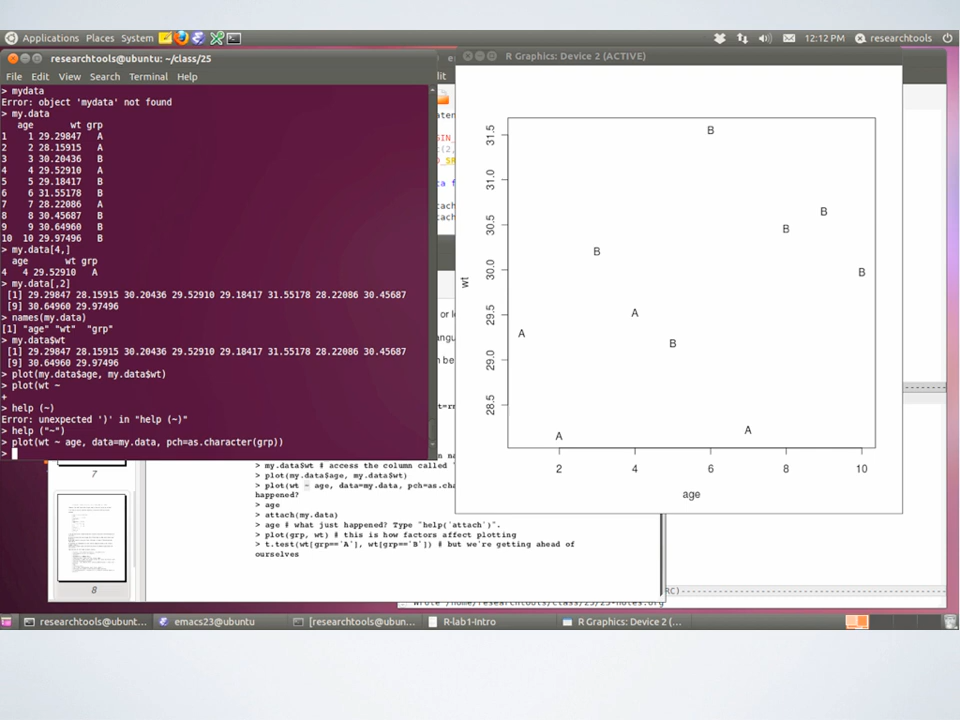 Applications Places System 12:12 PM researchtools
researchtools@ubuntu: ~/class/25
File Edit View Search Terminal Help
> mydata
Error: object 'mydata' not found
> my.data
age wt grp
1 1 29.29847 A
2 2 28.15915 A
3 3 30.20436 B
4 4 29.52910 A
5 5 29.18417 B
6 6 31.55178 B
7 7 28.22086 A
8 8 30.45687 B
9 9 30.64960 B
10 10 29.97496 B
> my.data[4,]
age wt grp
4 4 29.52910 A
> my.data[,2]
[1] 29.29847 28.15915 30.20436 29.52910 29.18417 31.55178 28.22086 30.45687
[9] 30.64960 29.97496
> names(my.data)
[1] "age" "wt" "grp"
> my.data$wt
[1] 29.29847 28.15915 30.20436 29.52910 29.18417 31.55178 28.22086 30.45687
[9] 30.64960 29.97496
> plot(my.data$age, my.data$wt)
> plot(wt ~
+
> help (~)
Error: unexpected ')' in "help (~)"
> help ("~")
> plot(wt ~ age, data=my.data, pch=as.character(grp))
>
R Graphics: Device 2 (ACTIVE)
31.5
31.0
30.5
30.0
29.5
29.0
28.5
wt
B
B
B
B
B
A
A
B
A
A
2 4 6 8 10
age
7
8
> my.data$wt # access the column called
> plot(my.data$age, my.data$wt)
> plot(wt ~ age, data=my.data, pch=as.cha
happened?
> age
> attach(my.data)
> age # what just happened? Type "help('attach')".
> plot(grp, wt) # this is how factors affect plotting
> t.test(wt[grp=='A'], wt[grp=='B']) # but we're getting ahead of
ourselves
researchtools@ubunt... emacs23@ubuntu [researchtools@ubun... R-lab1-Intro R Graphics: Device 2 (...